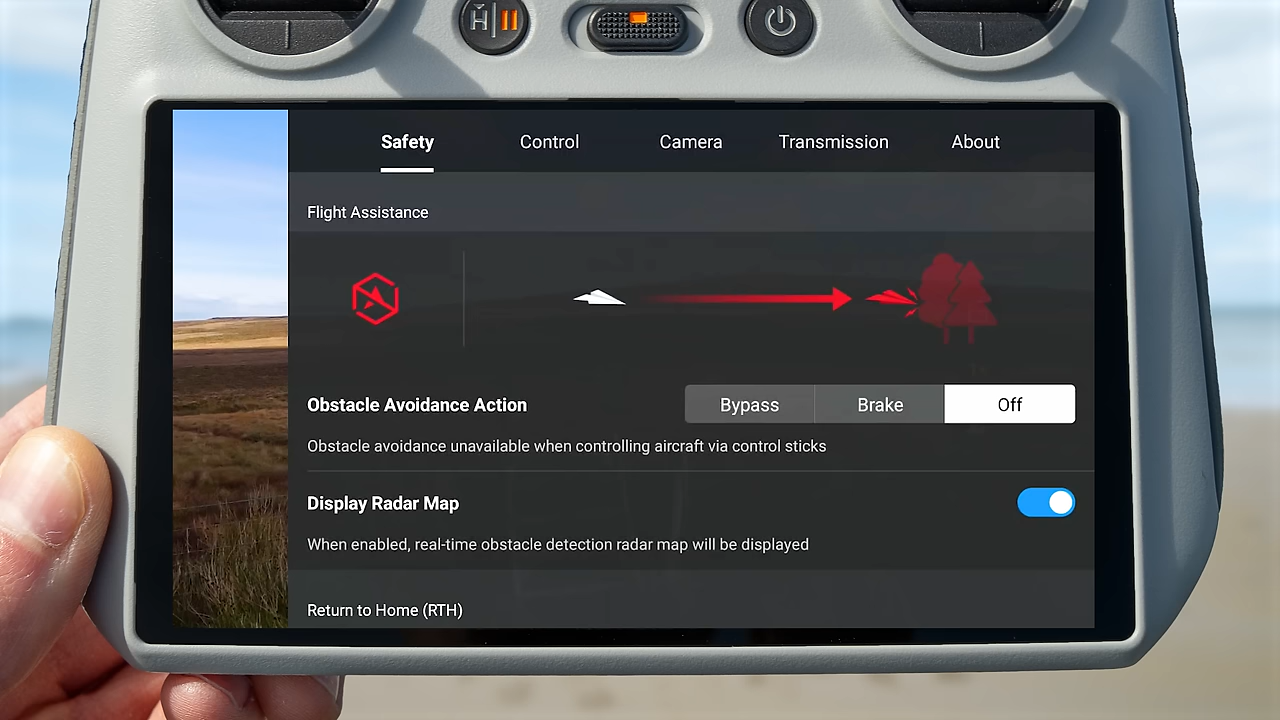 H
Safety Control Camera Transmission About
Flight Assistance
Obstacle Avoidance Action Bypass Brake Off
Obstacle avoidance unavailable when controlling aircraft via control sticks
Display Radar Map
When enabled, real-time obstacle detection radar map will be displayed
Return to Home (RTH)